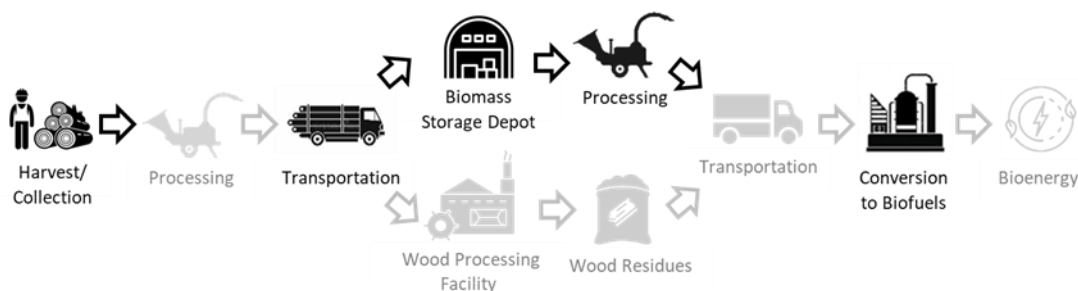 Harvest/
Collection
Processing
Transportation
Biomass
Storage Depot
Processing
Wood Processing
Facility
Wood Residues
Transportation
Conversion
to Biofuels
Bioenergy